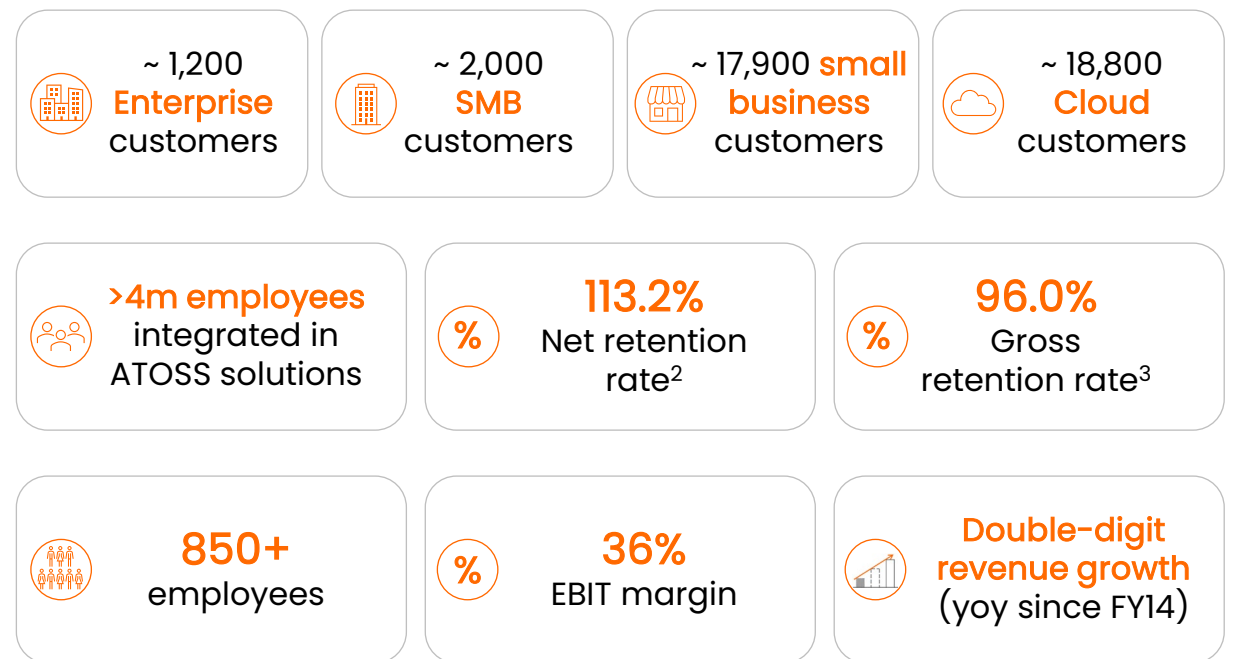 ~ 1,200
Enterprise
customers
~ 2,000
SMB
customers
~ 17,900 small
business
customers
~ 18,800
Cloud
customers
>4m employees
integrated in
ATOSS solutions
%
113.2%
Net retention
rate²
%
96.0%
Gross
retention rate³
850+
employees
%
36%
EBIT margin
Double-digit
revenue growth
(yoy since FY14)